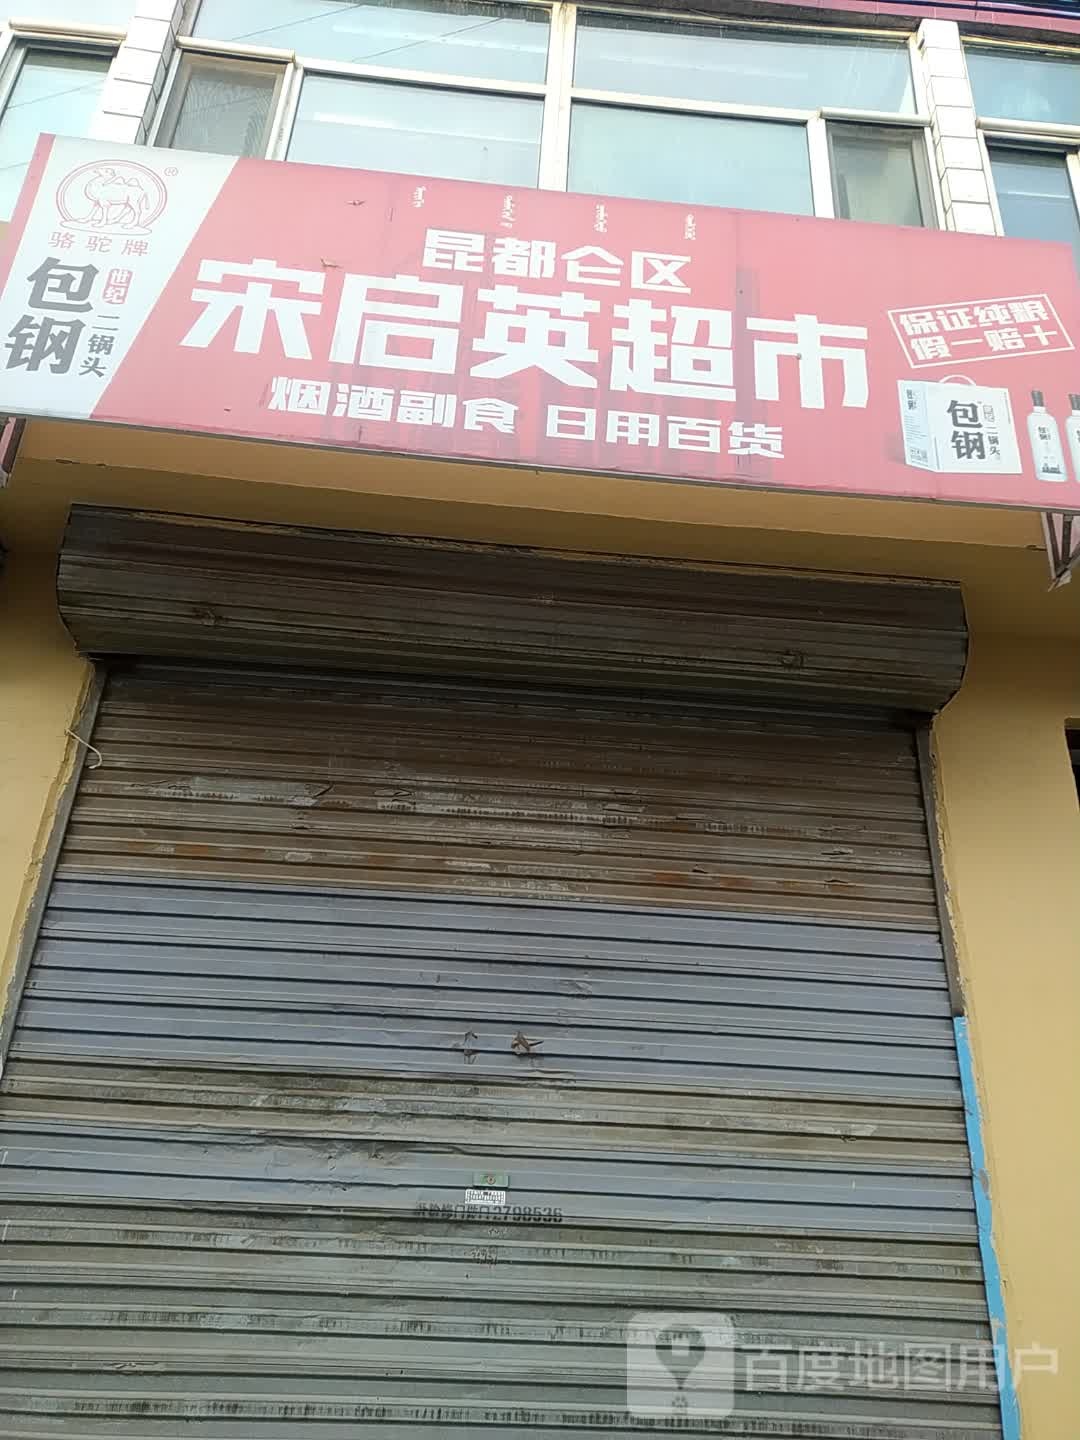 骆驼牌
包钢
世纪
二锅头
昆都仑区
宋启英超市
烟酒副食 日用百货
保证纯粮
假一赔十
包钢
二锅头
2798536
百度地图用户